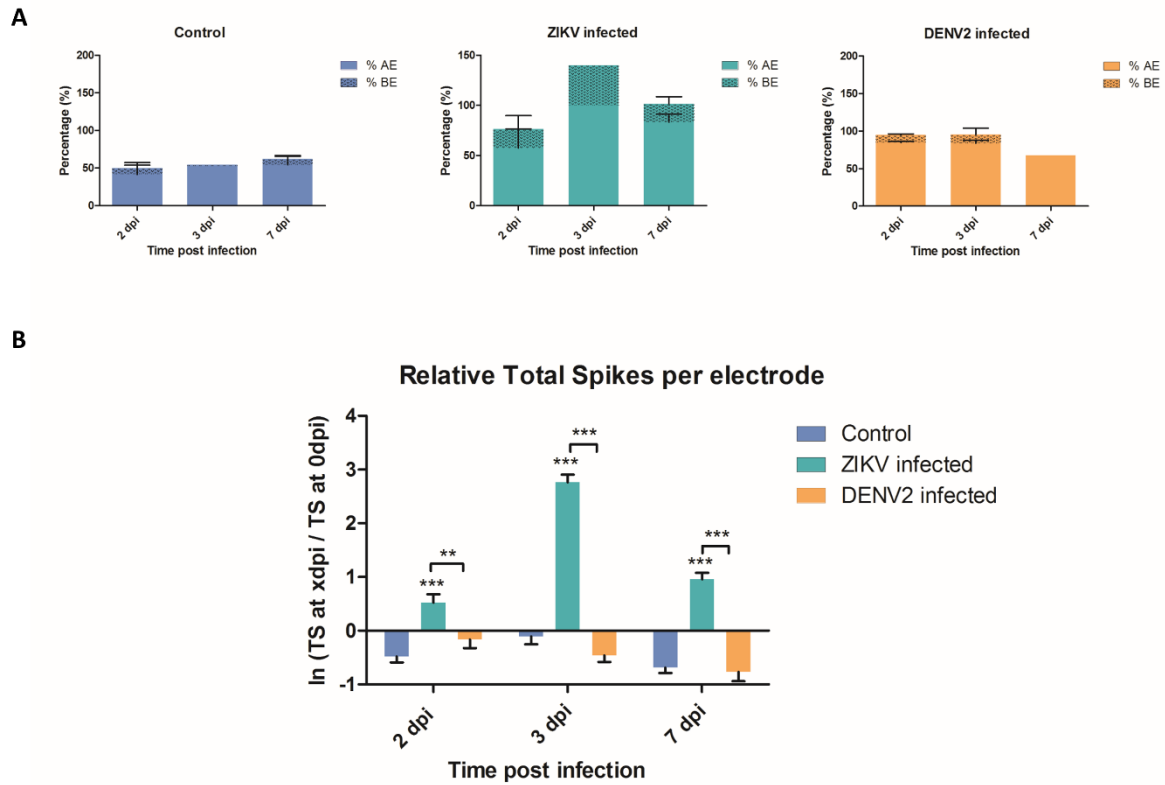 A
Control
Percentage (%)
200
150
100
50
0
2 dpi
3 dpi
7 dpi
Time post infection
% AE
% BE
ZIKV infected
Percentage (%)
150
100
50
0
2 dpi
3 dpi
7 dpi
Time post infection
% AE
% BE
DENV2 infected
Percentage (%)
200
150
100
50
0
2 dpi
3 dpi
7 dpi
Time post infection
% AE
% BE
B
Relative Total Spikes per electrode
ln (TS at xdpi / TS at 0dpi)
4
3
2
1
0
-1
***
**
***
***
***
***
2 dpi
3 dpi
7 dpi
Time post infection
Control
ZIKV infected
DENV2 infected